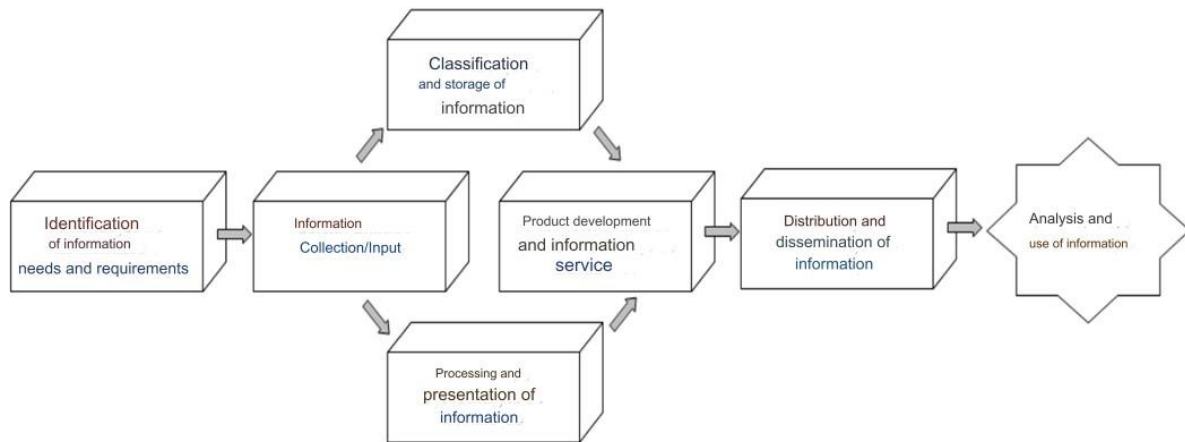 Identification
of information
needs and requirements
Information
Collection/Input
Classification
and storage of
information
Processing and
presentation of
information
Product development
and information
service
Distribution and
dissemination of
information
Analysis and
use of information